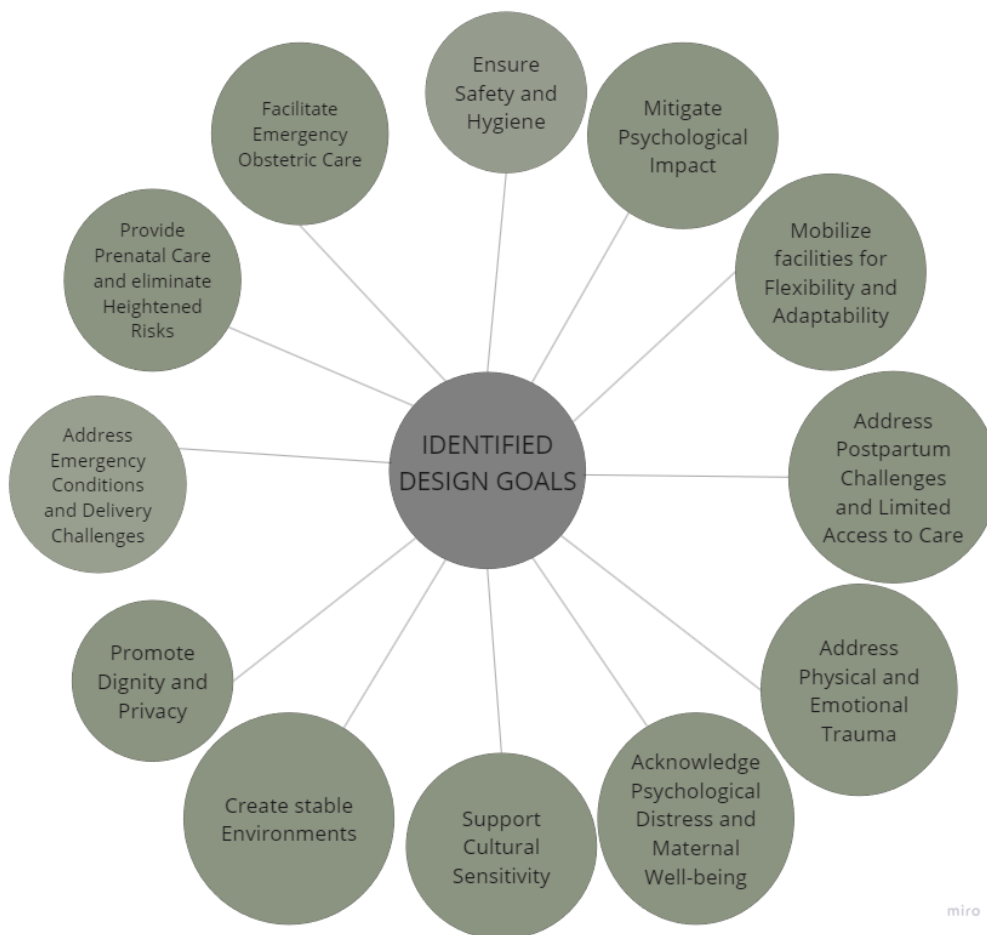 Ensure
Safety and
Hygiene
Mitigate
Psychological
Impact
Mobilize
facilities for
Flexibility and
Adaptability
Address
Postpartum
Challenges
and Limited
Access to Care
Address
Physical and
Emotional
Trauma
Acknowledge
Psychological
Distress and
Maternal
Well-being
Support
Cultural
Sensitivity
Create stable
Environments
Promote
Dignity and
Privacy
Address
Emergency
Conditions
and Delivery
Challenges
Provide
Prenatal Care
and eliminate
Heightened
Risks
Facilitate
Emergency
Obstetric Care
IDENTIFIED
DESIGN GOALS
miro